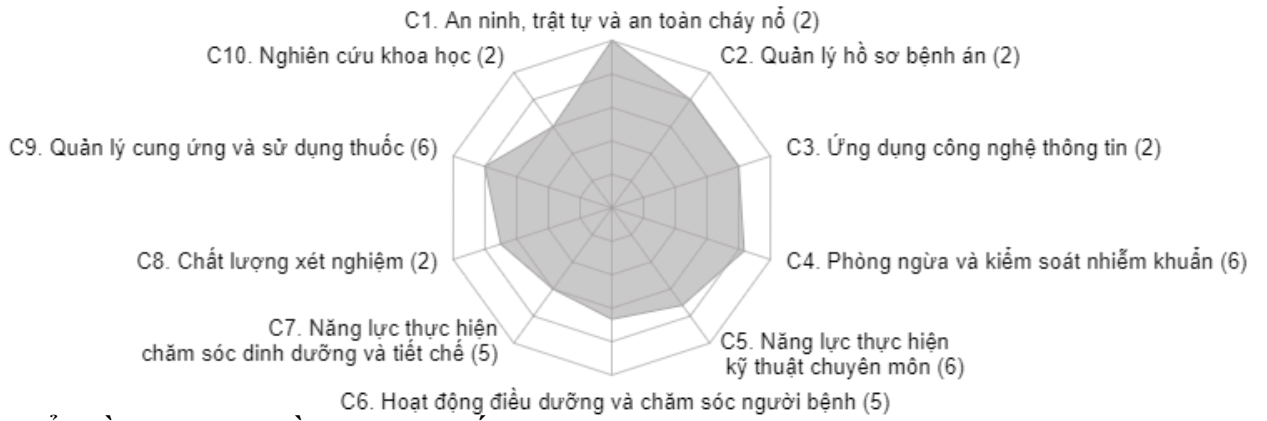 C1. An ninh, trật tự và an toàn cháy nổ (2)
C10. Nghiên cứu khoa học (2)
C2. Quản lý hồ sơ bệnh án (2)
C9. Quản lý cung ứng và sử dụng thuốc (6)
C3. Ứng dụng công nghệ thông tin (2)
C8. Chất lượng xét nghiệm (2)
C4. Phòng ngừa và kiểm soát nhiễm khuẩn (6)
C7. Năng lực thực hiện
chăm sóc dinh dưỡng và tiết chế (5)
C5. Năng lực thực hiện
kỹ thuật chuyên môn (6)
C6. Hoạt động điều dưỡng và chăm sóc người bệnh (5)